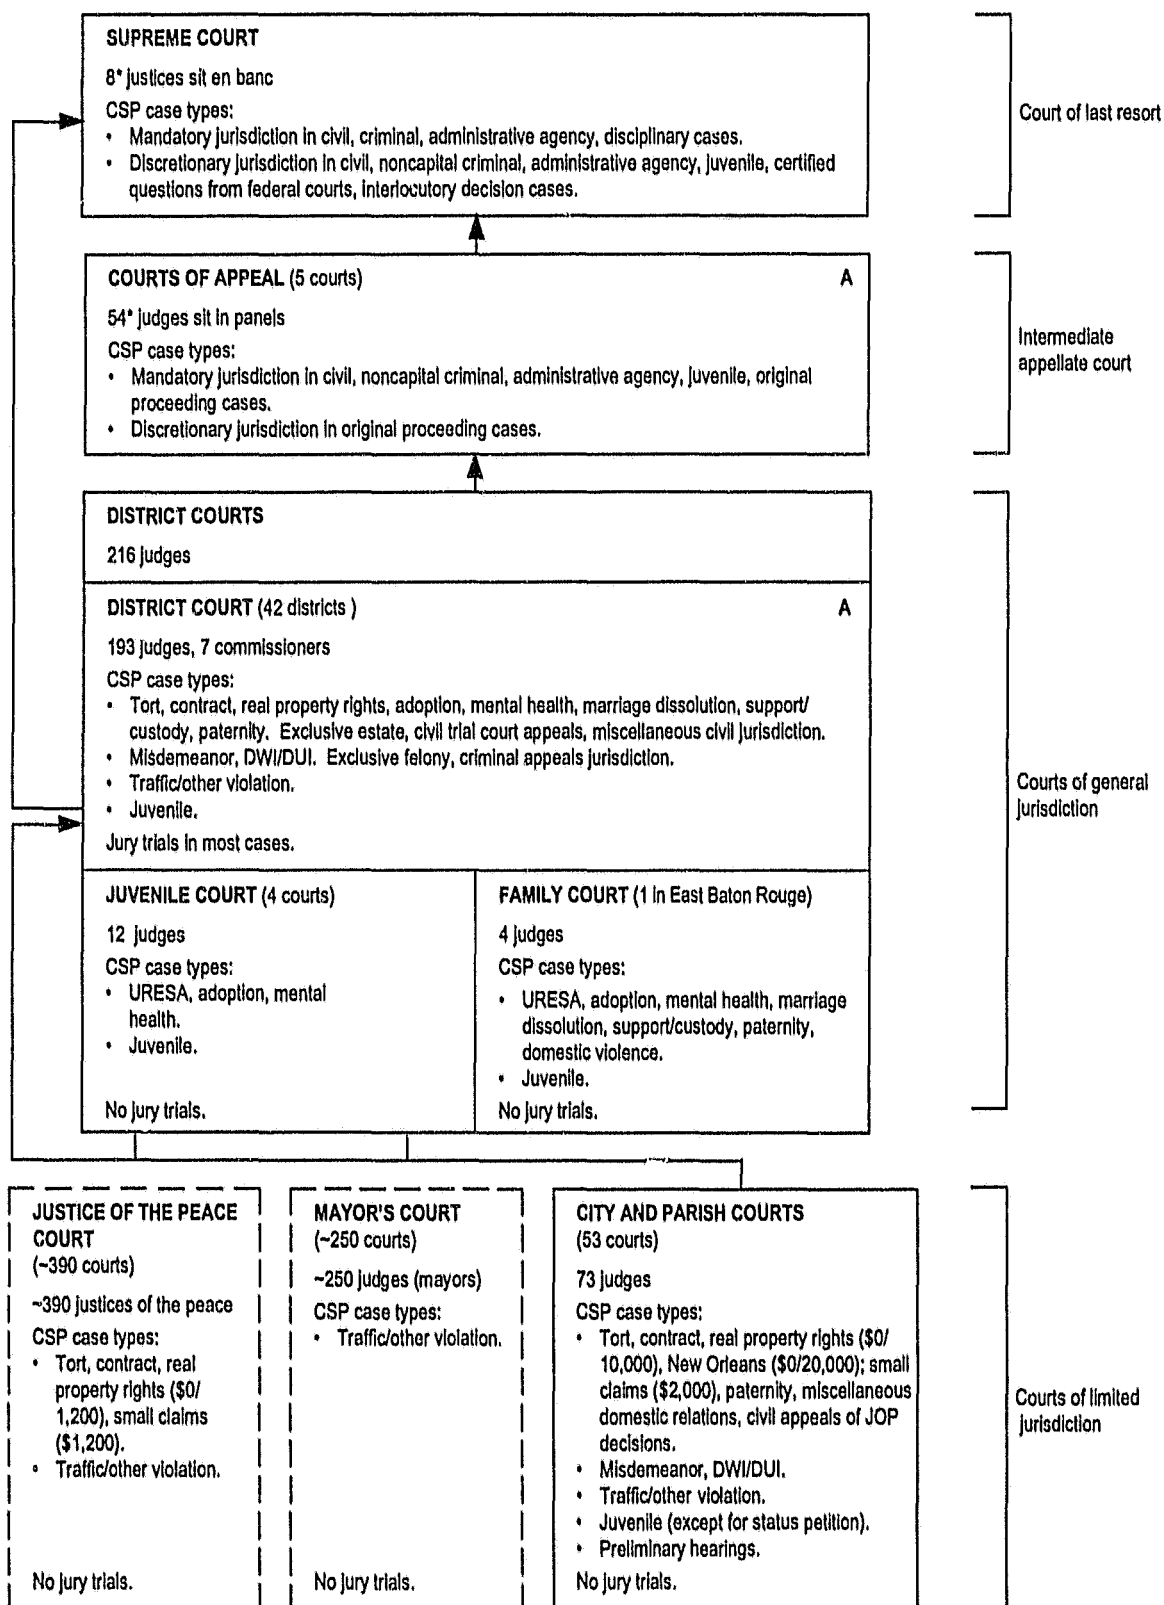 SUPREME COURT
8* justices sit en banc
CSP case types:
• Mandatory jurisdiction in civil, criminal, administrative agency, disciplinary cases.
• Discretionary jurisdiction in civil, noncapital criminal, administrative agency, juvenile, certified
questions from federal courts, interlocutory decision cases.
Court of last resort
COURTS OF APPEAL (5 courts) A
54* judges sit in panels
CSP case types:
• Mandatory jurisdiction in civil, noncapital criminal, administrative agency, juvenile, original
proceeding cases.
• Discretionary jurisdiction in original proceeding cases.
Intermediate
appellate court
DISTRICT COURTS
216 judges
DISTRICT COURT (42 districts ) A
193 judges, 7 commissioners
CSP case types:
• Tort, contract, real property rights, adoption, mental health, marriage dissolution, support/
custody, paternity. Exclusive estate, civil trial court appeals, miscellaneous civil jurisdiction.
• Misdemeanor, DWI/DUI. Exclusive felony, criminal appeals jurisdiction.
• Traffic/other violation.
• Juvenile.
Jury trials in most cases.
Courts of general
jurisdiction
JUVENILE COURT (4 courts)
12 judges
CSP case types:
• URESA, adoption, mental
health.
• Juvenile.
No jury trials.
FAMILY COURT (1 in East Baton Rouge)
4 judges
CSP case types:
• URESA, adoption, mental health, marriage
dissolution, support/custody, paternity,
domestic violence.
• Juvenile.
No jury trials.
JUSTICE OF THE PEACE
COURT
(~390 courts)
~390 justices of the peace
CSP case types:
• Tort, contract, real
property rights ($0/
1,200), small claims
($1,200).
• Traffic/other violation.
No jury trials.
MAYOR'S COURT
(~250 courts)
~250 judges (mayors)
CSP case types:
• Traffic/other violation.
No jury trials.
CITY AND PARISH COURTS
(53 courts)
73 judges
CSP case types:
• Tort, contract, real property rights ($0/
10,000), New Orleans ($0/20,000); small
claims ($2,000), paternity, miscellaneous
domestic relations, civil appeals of JOP
decisions.
• Misdemeanor, DWI/DUI.
• Traffic/other violation.
• Juvenile (except for status petition).
• Preliminary hearings.
No jury trials.
Courts of limited
jurisdiction